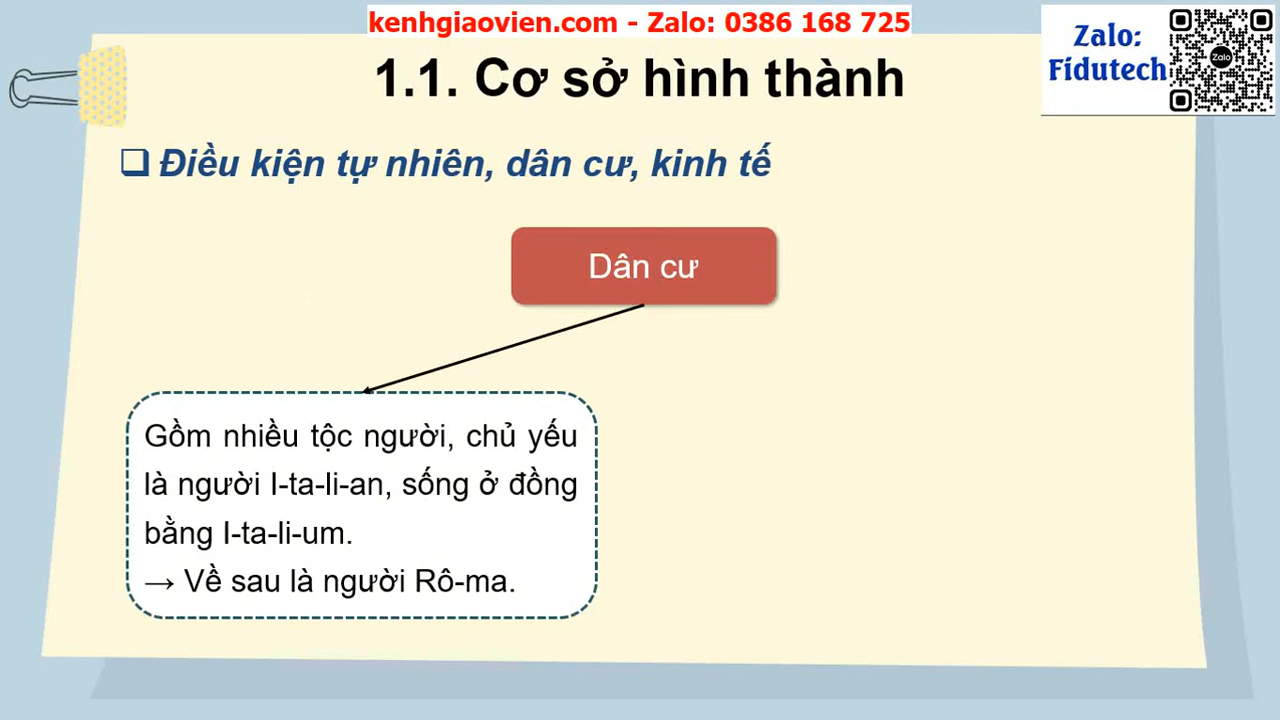 kenhgiaovien.com - Zalo: 0386 168 725
Zalo:
Fidutech
Zalo
1.1. Cơ sở hình thành
❑ Điều kiện tự nhiên, dân cư, kinh tế
Dân cư
Gồm nhiều tộc người, chủ yếu
là người I-ta-li-an, sống ở đồng
bằng I-ta-li-um.
→ Về sau là người Rô-ma.